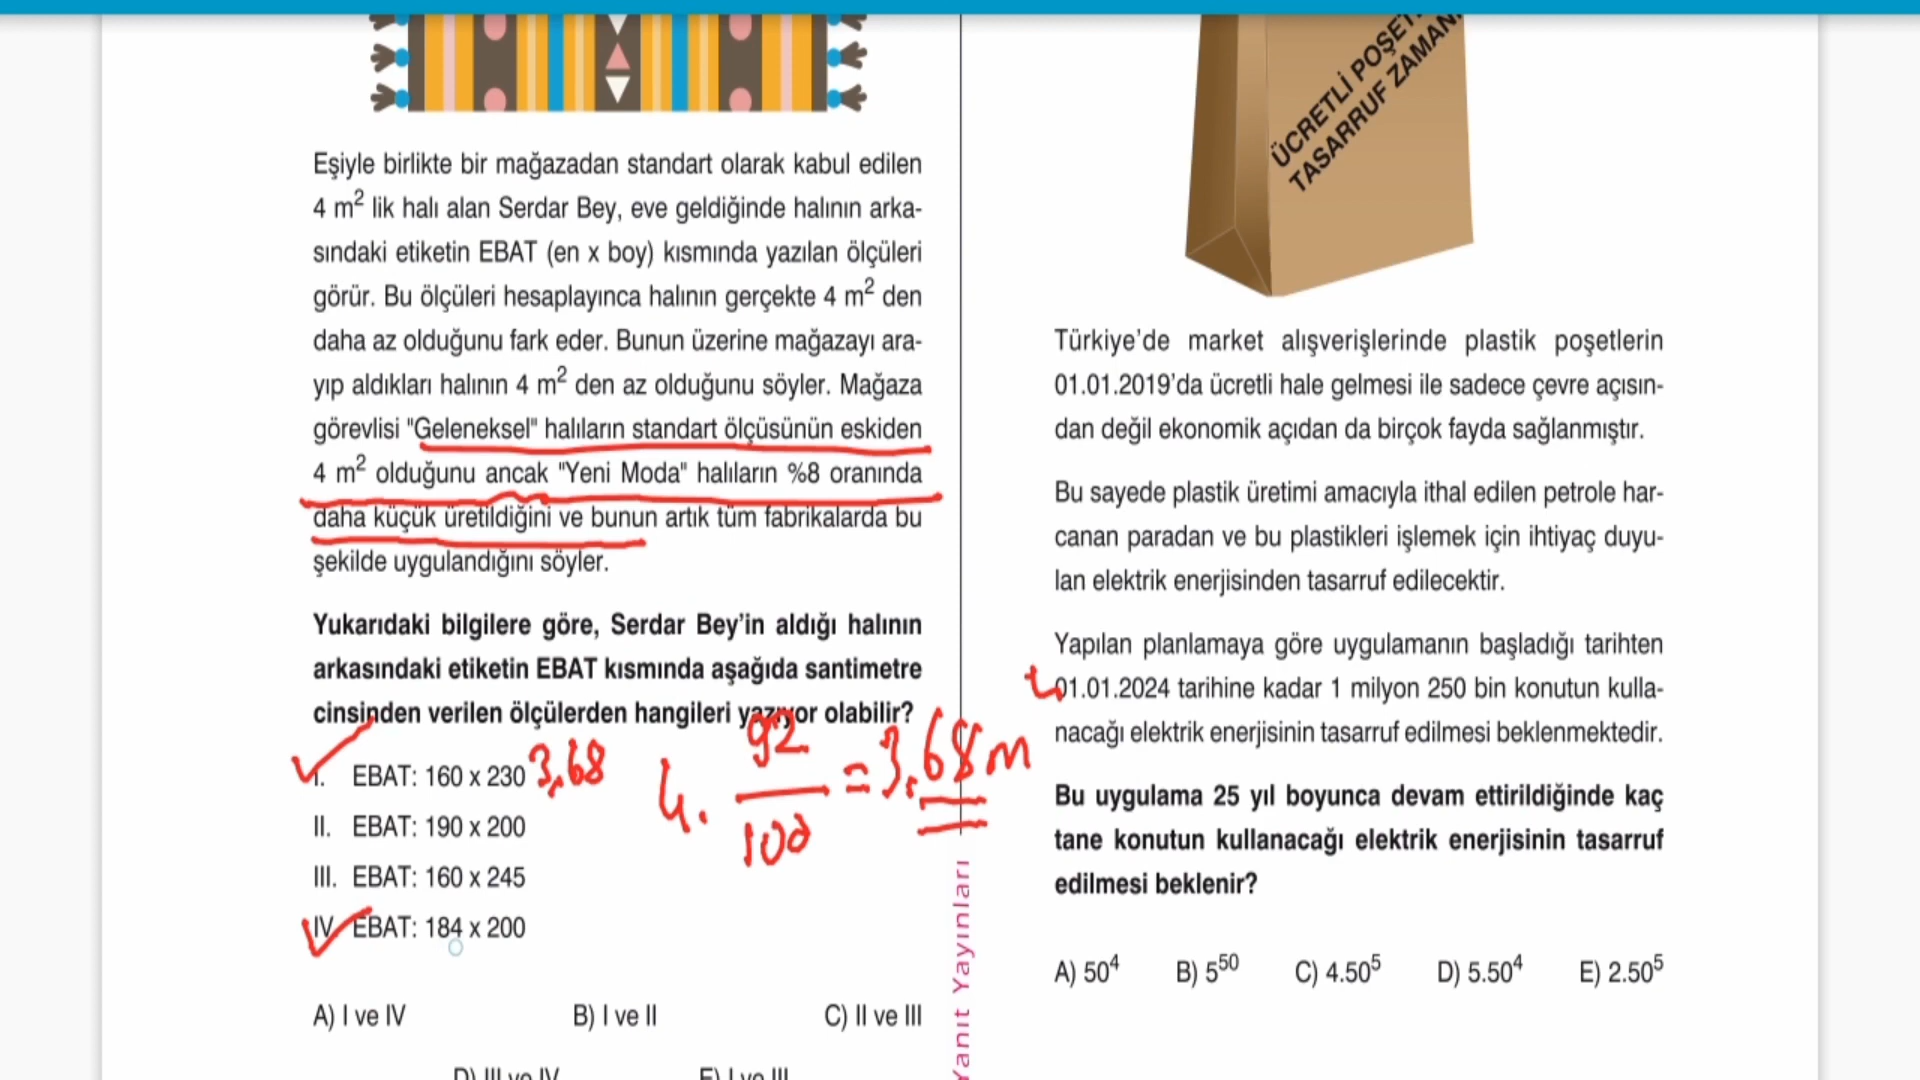 Eşiyle birlikte bir mağazadan standart olarak kabul edilen
4 m² lik halı alan Serdar Bey, eve geldiğinde halının arka-
sındaki etiketin EBAT (en x boy) kısmında yazılan ölçüleri
görür. Bu ölçüleri hesaplayınca halının gerçekte 4 m² den
daha az olduğunu fark eder. Bunun üzerine mağazayı ara-
yıp aldıkları halının 4 m² den az olduğunu söyler. Mağaza
görevlisi "Geleneksel" halıların standart ölçüsünün eskiden
4 m² olduğunu ancak "Yeni Moda" halıların %8 oranında
daha küçük üretildiğini ve bunun artık tüm fabrikalarda bu
şekilde uygulandığını söyler.
Yukarıdaki bilgilere göre, Serdar Bey'in aldığı halının
arkasındaki etiketin EBAT kısmında aşağıda santimetre
cinsinden verilen ölçülerden hangileri yazıyor olabilir?
I. EBAT: 160 x 230 3,68
4. 92/100 = 3,68 m
II. EBAT: 190 x 200
III. EBAT: 160 x 245
IV. EBAT: 184 x 200
A) I ve IV B) I ve II C) II ve III
D) III ve IV E) I ve III
Yanıt Yayınları
ÜCRETLİ POŞET
TASARRUF ZAMANI
Türkiye'de market alışverişlerinde plastik poşetlerin
01.01.2019'da ücretli hale gelmesi ile sadece çevre açısın-
dan değil ekonomik açıdan da birçok fayda sağlanmıştır.
Bu sayede plastik üretimi amacıyla ithal edilen petrole har-
canan paradan ve bu plastikleri işlemek için ihtiyaç duyu-
lan elektrik enerjisinden tasarruf edilecektir.
Yapılan planlamaya göre uygulamanın başladığı tarihten
01.01.2024 tarihine kadar 1 milyon 250 bin konutun kulla-
nacağı elektrik enerjisinin tasarruf edilmesi beklenmektedir.
Bu uygulama 25 yıl boyunca devam ettirildiğinde kaç
tane konutun kullanacağı elektrik enerjisinin tasarruf
edilmesi beklenir?
A) 50⁴ B) 5⁵⁰ C) 4.50⁵ D) 5.50⁴ E) 2.50⁵